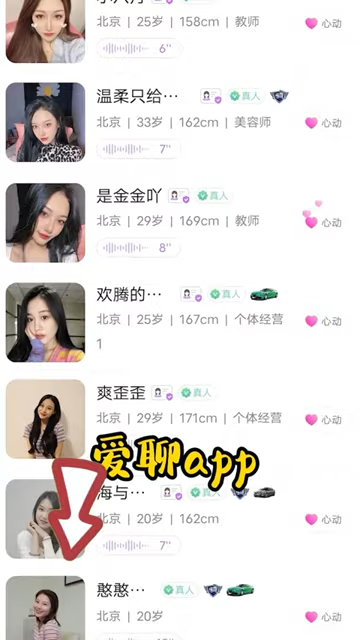 北京 | 25岁 | 158cm | 教师
心动
6"
温柔只给… 真人
北京 | 33岁 | 162cm | 美容师
心动
7"
是金金吖 真人
北京 | 29岁 | 169cm | 教师
心动
8"
欢腾的… 真人
北京 | 25岁 | 167cm | 个体经营
心动
1
爽歪歪 真人
北京 | 29岁 | 171cm | 个体经营
心动
爱聊app
海与… 真人
北京 | 20岁 | 162cm
心动
7"
憨憨… 真人
北京 | 20岁
心动